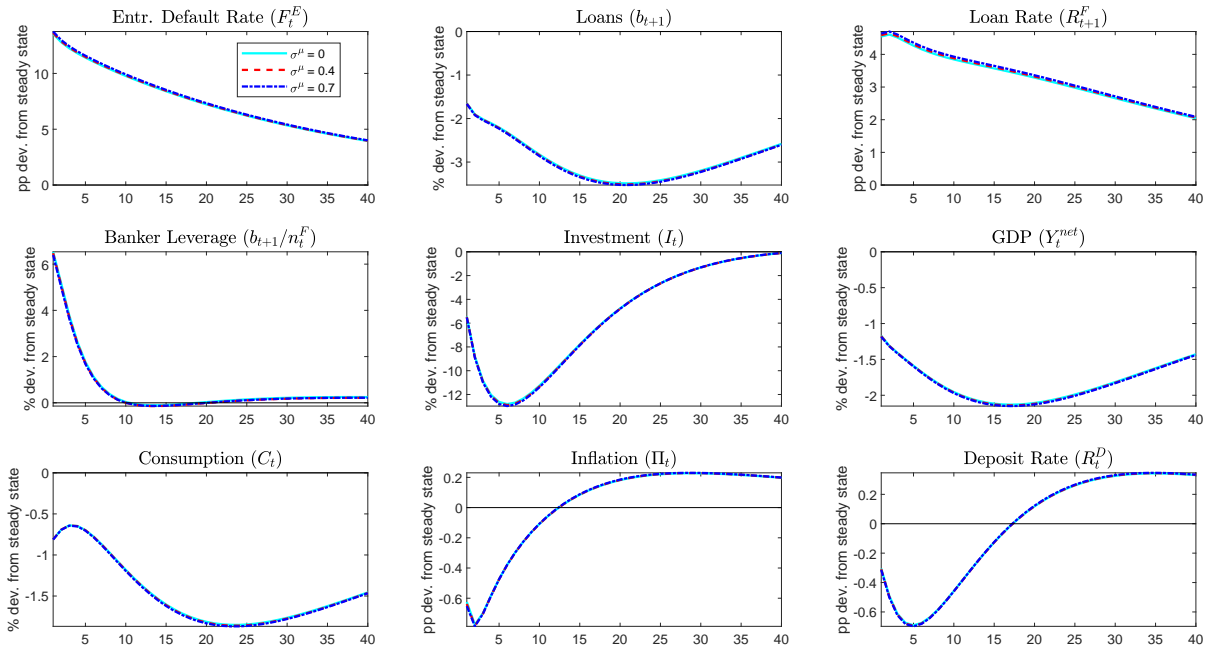 Entr. Default Rate (F_t^E)
pp dev. from steady state
10
5
0
5 10 15 20 25 30 35 40
σ^μ = 0
σ^μ = 0.4
σ^μ = 0.7
Loans (b_{t+1})
% dev. from steady state
0
-1
-2
-3
5 10 15 20 25 30 35 40
Loan Rate (R_{t+1}^F)
pp dev. from steady state
4
3
2
1
0
5 10 15 20 25 30 35 40
Banker Leverage (b_{t+1}/n_t^F)
% dev. from steady state
6
4
2
0
5 10 15 20 25 30 35 40
Investment (I_t)
% dev. from steady state
0
-2
-4
-6
-8
-10
-12
5 10 15 20 25 30 35 40
GDP (Y_t^{net})
% dev. from steady state
0
-0.5
-1
-1.5
-2
5 10 15 20 25 30 35 40
Consumption (C_t)
% dev. from steady state
0
-0.5
-1
-1.5
5 10 15 20 25 30 35 40
Inflation (Π_t)
pp dev. from steady state
0.2
0
-0.2
-0.4
-0.6
5 10 15 20 25 30 35 40
Deposit Rate (R_t^D)
pp dev. from steady state
0.2
0
-0.2
-0.4
-0.6
5 10 15 20 25 30 35 40